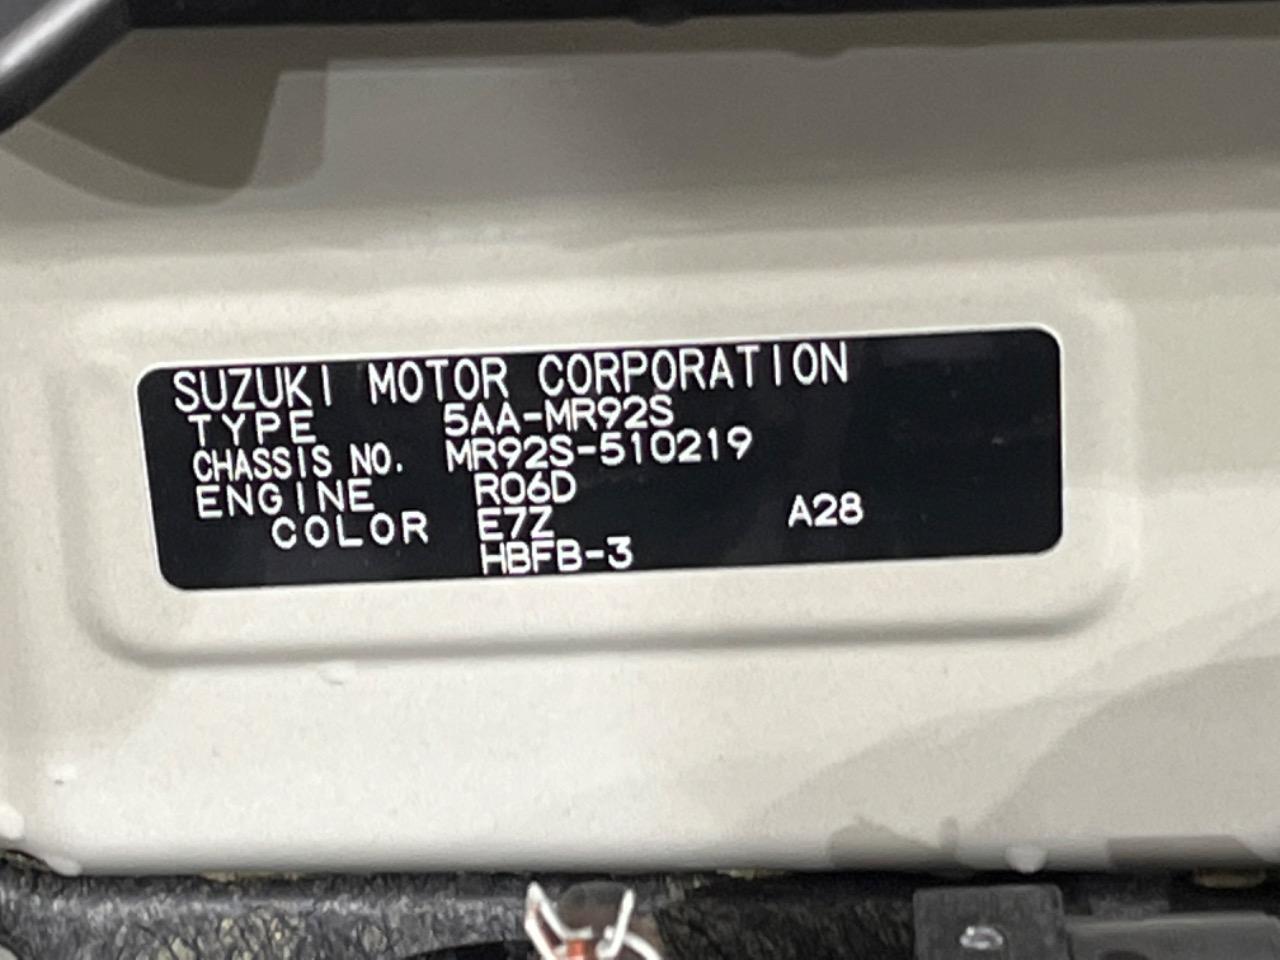 SUZUKI MOTOR CORPORATION
TYPE 5AA-MR92S
CHASSIS NO. MR92S-510219
ENGINE R06D
COLOR E7Z A28
HBFB-3